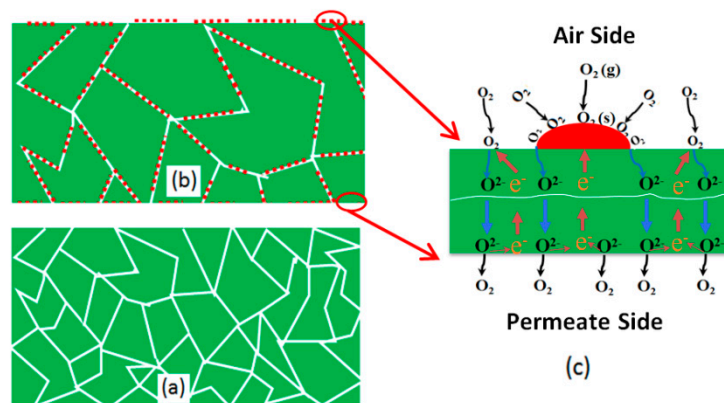 (b)
(a)
Air Side
O₂ (g)
O₂ O₂ O₂ O₂
O₂ O₂ (s) O₂
O₂ O₂ O₂ O₂
e⁻ e⁻ e⁻
O²⁻ O²⁻ O²⁻ O²⁻
e⁻ e⁻ e⁻
O²⁻ e⁻ O²⁻ e⁻ O²⁻ O²⁻ e⁻ O²⁻
O₂ O₂ O₂ O₂ O₂
Permeate Side
(c)